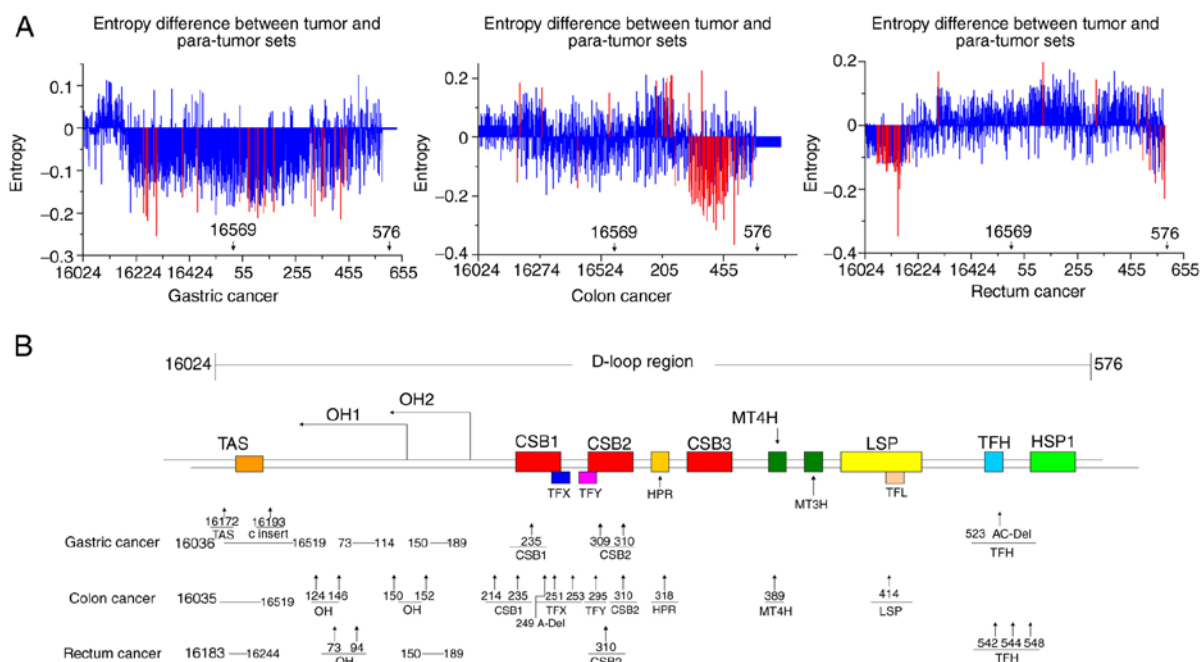 A
Entropy difference between tumor and
para-tumor sets
Entropy difference between tumor and
para-tumor sets
Entropy difference between tumor and
para-tumor sets
Entropy
0.1
0
−0.1
−0.2
−0.3
16569
576
16024 16224 16424 55 255 455 655
Gastric cancer
Entropy
0.2
0
−0.2
−0.4
16569
576
16024 16274 16524 205 455
Colon cancer
Entropy
0.2
0
−0.2
−0.4
16569
576
16024 16224 16424 55 255 455 655
Rectum cancer
B
16024
D-loop region
576
OH1
OH2
TAS
CSB1
CSB2
CSB3
MT4H
LSP
TFH
HSP1
TFX
TFY
HPR
MT3H
TFL
Gastric cancer
16036
16172
TAS
16193
c insert
16519
73
114
150
189
235
CSB1
309 310
CSB2
523 AC-Del
TFH
Colon cancer
16035
16519
124 146
OH
150 152
OH
214 235
CSB1
249 A-Del
251 253
TFX
295
TFY
310
CSB2
318
HPR
389
MT4H
414
LSP
Rectum cancer
16183
16244
73 94
OH
150
189
310
CSB2
542 544 548
TFH